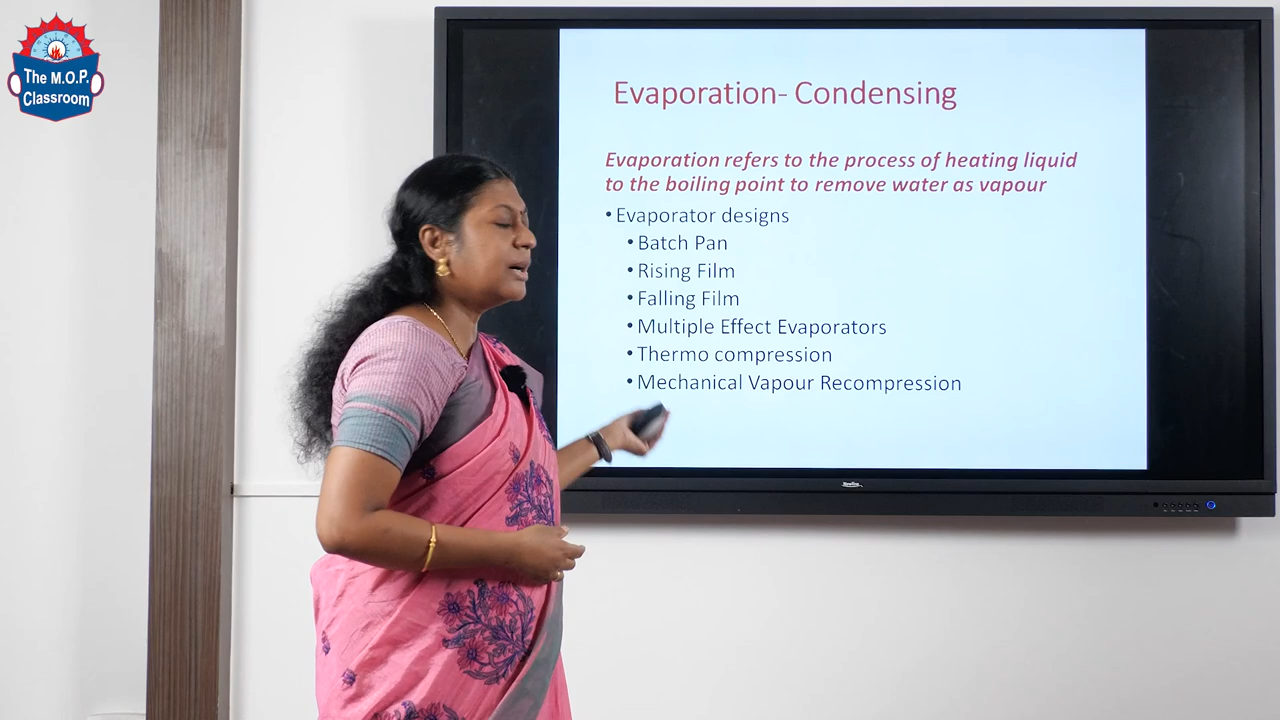 The M.O.P.
Classroom
Evaporation- Condensing
Evaporation refers to the process of heating liquid
to the boiling point to remove water as vapour
• Evaporator designs
• Batch Pan
• Rising Film
• Falling Film
• Multiple Effect Evaporators
• Thermo compression
• Mechanical Vapour Recompression